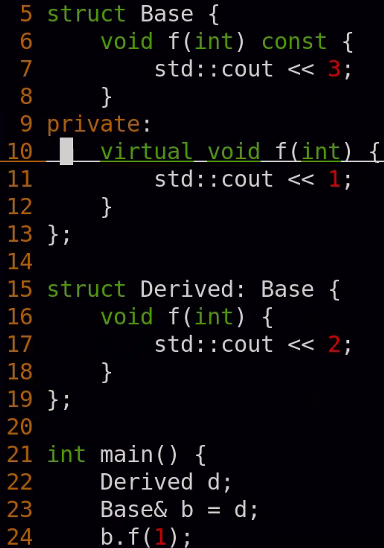 5 struct Base {
6     void f(int) const {
7         std::cout << 3;
8     }
9 private:
10     virtual void f(int) {
11         std::cout << 1;
12     }
13 };
14
15 struct Derived: Base {
16     void f(int) {
17         std::cout << 2;
18     }
19 };
20
21 int main() {
22     Derived d;
23     Base& b = d;
24     b.f(1);